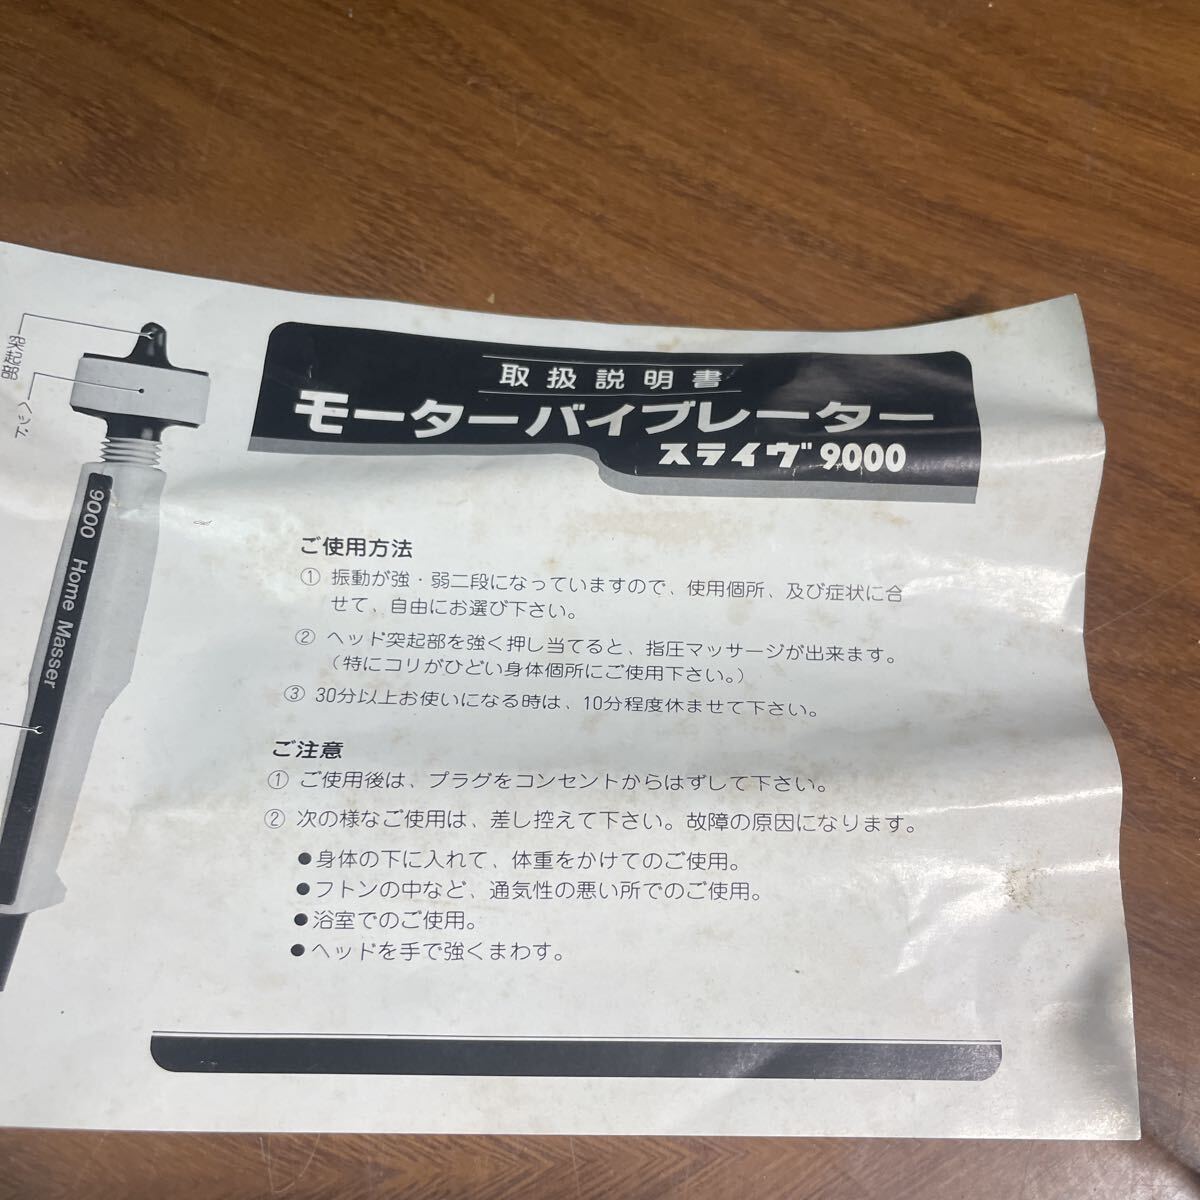 取扱説明書
モーターバイブレーター
スライヴ9000
突起部
ヘッド
9000 Home Masser
ご使用方法
① 振動が強・弱二段になっていますので、使用個所、及び症状に合
せて、自由にお選び下さい。
② ヘッド突起部を強く押し当てると、指圧マッサージが出来ます。
(特にコリがひどい身体個所にご使用下さい。)
③ 30分以上お使いになる時は、10分程度休ませて下さい。
ご注意
① ご使用後は、プラグをコンセントからはずして下さい。
② 次の様なご使用は、差し控えて下さい。故障の原因になります。
●身体の下に入れて、体重をかけてのご使用。
●フトンの中など、通気性の悪い所でのご使用。
●浴室でのご使用。
●ヘッドを手で強くまわす。